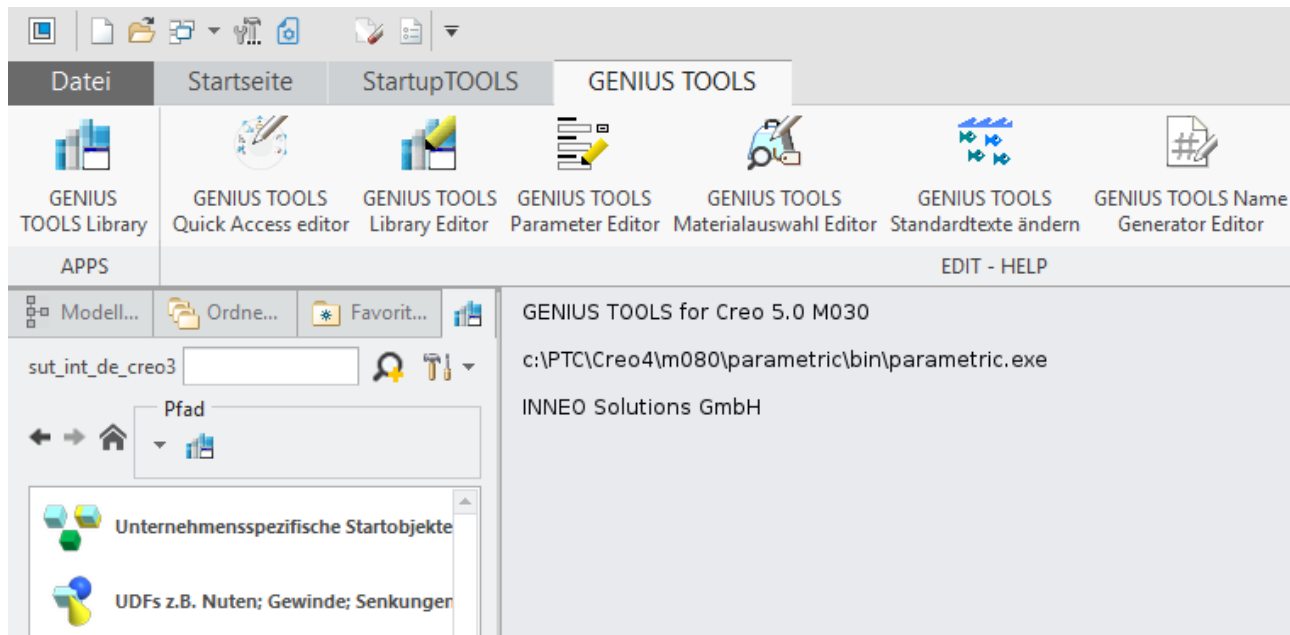 Datei Startseite StartupTOOLS GENIUS TOOLS
GENIUS
TOOLS Library
GENIUS TOOLS
Quick Access editor
GENIUS TOOLS
Library Editor
GENIUS TOOLS
Parameter Editor
GENIUS TOOLS
Materialauswahl Editor
GENIUS TOOLS
Standardtexte ändern
GENIUS TOOLS Name
Generator Editor
APPS
EDIT - HELP
Modell... Ordne... Favorit...
sut_int_de_creo3
Pfad
Unternehmensspezifische Startobjekte
UDFs z.B. Nuten; Gewinde; Senkungen
GENIUS TOOLS for Creo 5.0 M030
c:\PTC\Creo4\m080\parametric\bin\parametric.exe
INNEO Solutions GmbH